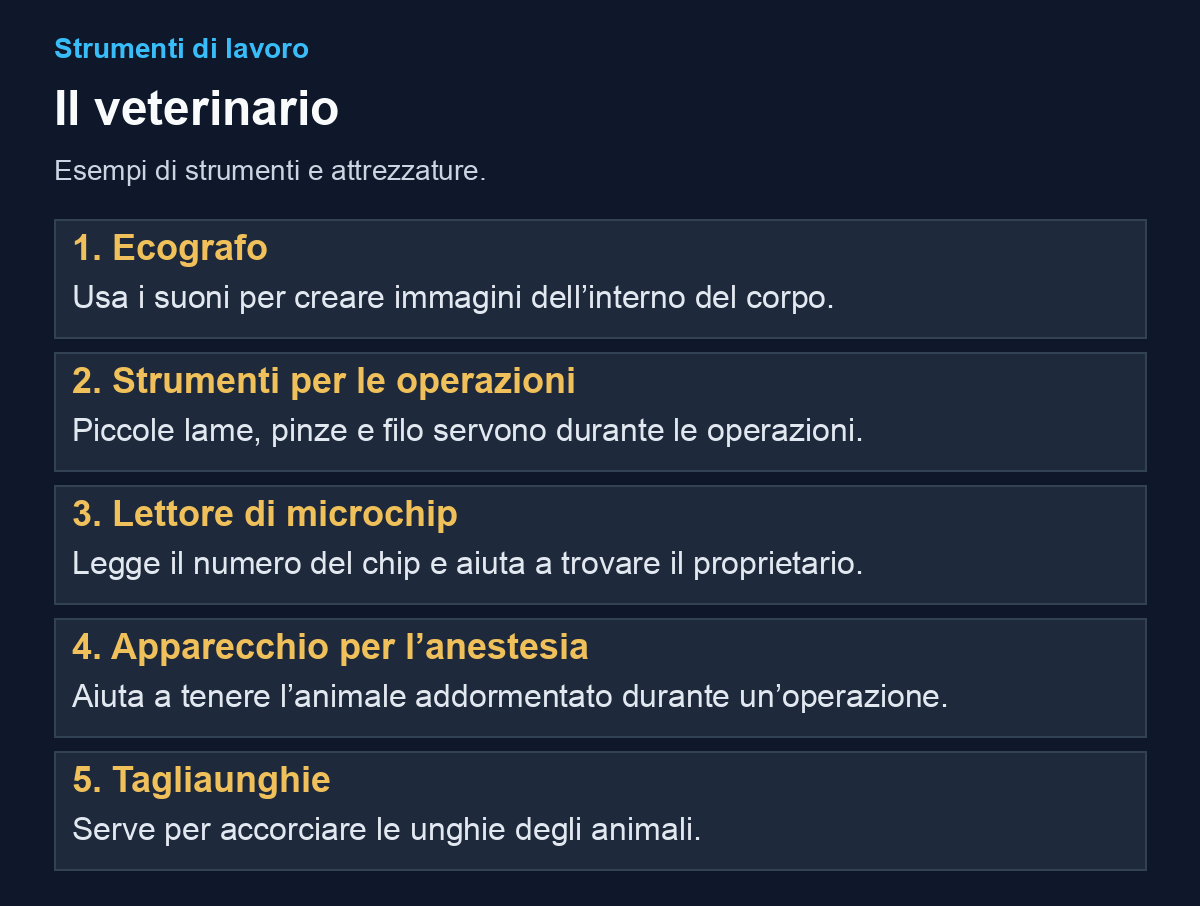 Strumenti di lavoro
Il veterinario
Esempi di strumenti e attrezzature.
1. Ecografo
Usa i suoni per creare immagini dell’interno del corpo.
2. Strumenti per le operazioni
Piccole lame, pinze e filo servono durante le operazioni.
3. Lettore di microchip
Legge il numero del chip e aiuta a trovare il proprietario.
4. Apparecchio per l’anestesia
Aiuta a tenere l’animale addormentato durante un’operazione.
5. Tagliaunghie
Serve per accorciare le unghie degli animali.